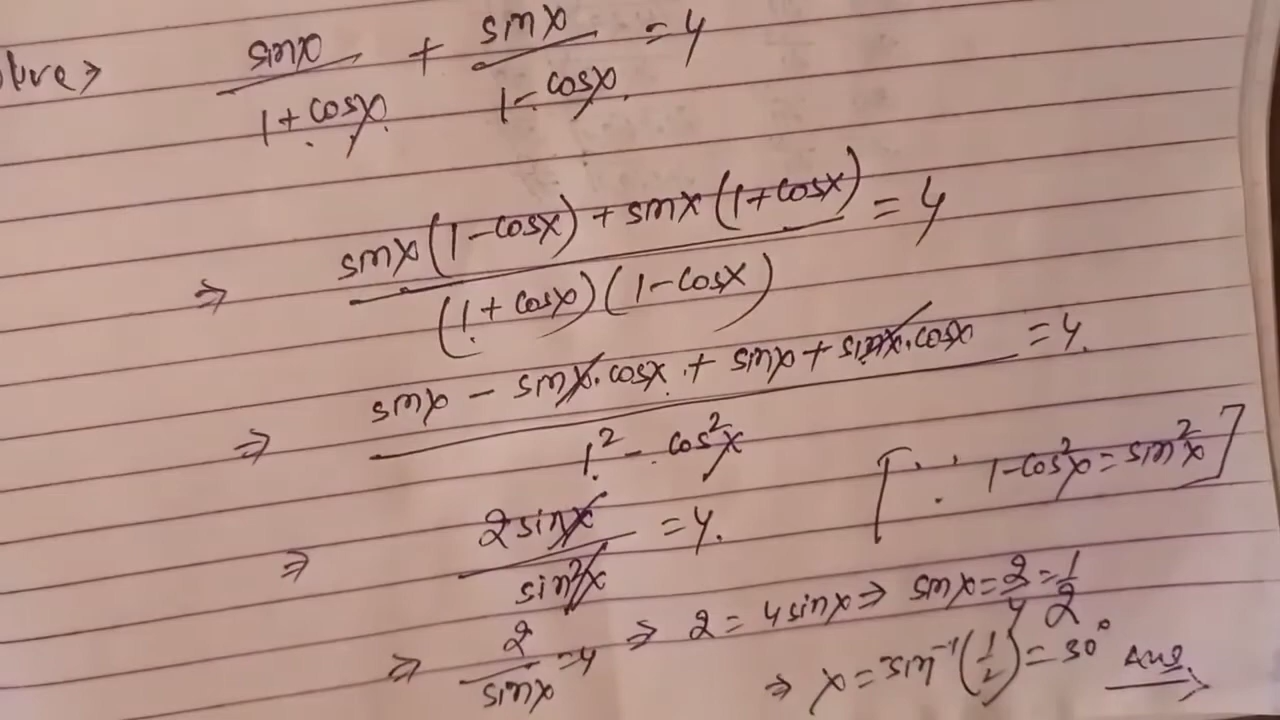 olve⇒ sinx/(1+cosx) + sinx/(1-cosx) = 4
⇒ (sinx(1-cosx) + sinx(1+cosx))/((1+cosx)(1-cosx)) = 4
⇒ (sinx - sinx.cosx + sinx + sinx.cosx)/(1² - cos²x) = 4.
[∵ 1-cos²x = sin²x]
⇒ 2sinx/sin²x = 4.
⇒ 2/sinx = 4 ⇒ 2 = 4sinx ⇒ sinx = 2/4 = 1/2
⇒ x = sin⁻¹(1/2) = 30° Ans.